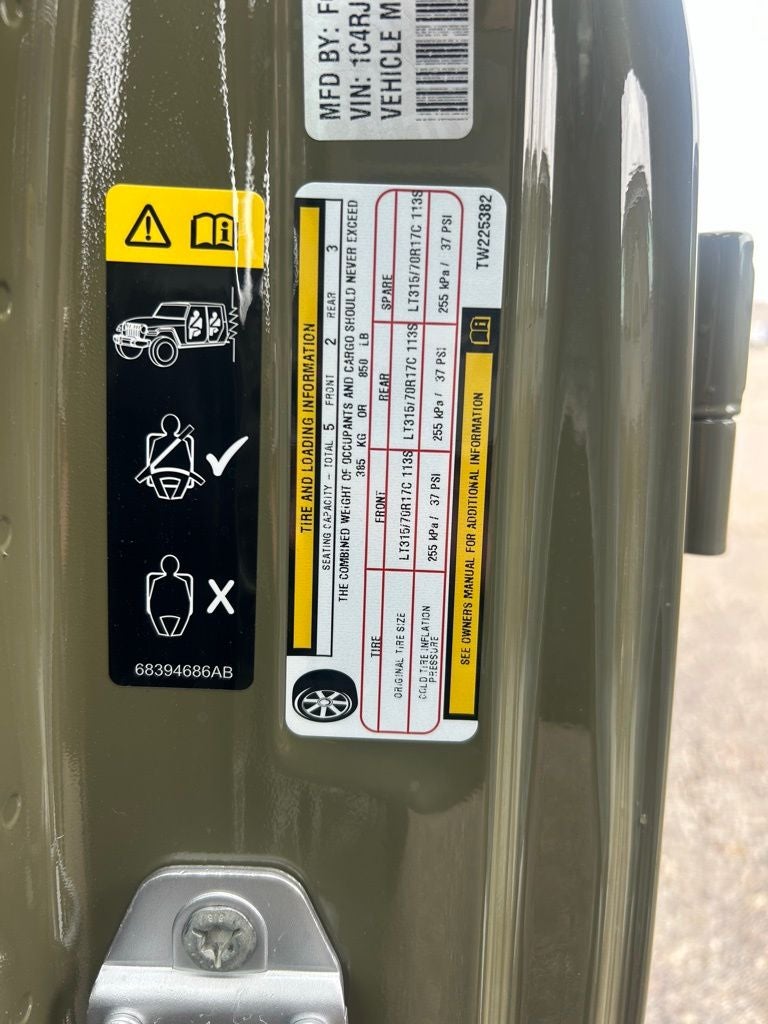 MFD BY:
VIN: 1C4RJ
VEHICLE
68394686AB
TIRE AND LOADING INFORMATION
SEATING CAPACITY - TOTAL 5 FRONT 2 REAR 3
THE COMBINED WEIGHT OF OCCUPANTS AND CARGO SHOULD NEVER EXCEED
385 KG OR 850 LB
TIRE FRONT REAR SPARE
ORIGINAL TIRE SIZE LT315/70R17C 113S LT315/70R17C 113S LT315/70R17C 113S
COLD TIRE INFLATION
PRESSURE 255 kPa / 37 PSI 255 kPa / 37 PSI 255 kPa / 37 PSI
SEE OWNERS MANUAL FOR ADDITIONAL INFORMATION
TW225382